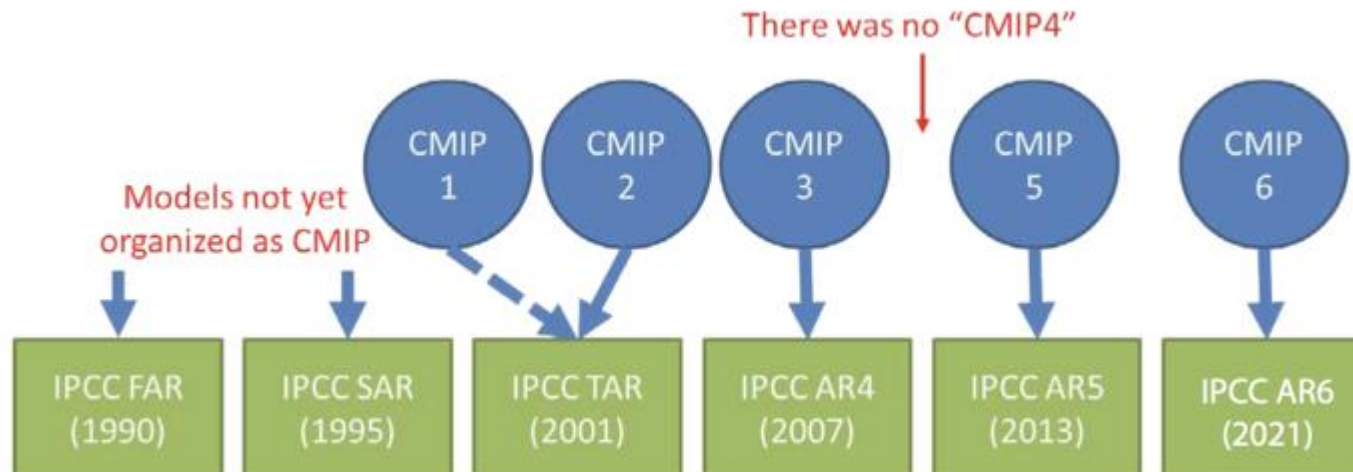 There was no “CMIP4”
CMIP
1
CMIP
2
CMIP
3
CMIP
5
CMIP
6
Models not yet
organized as CMIP
IPCC FAR
(1990)
IPCC SAR
(1995)
IPCC TAR
(2001)
IPCC AR4
(2007)
IPCC AR5
(2013)
IPCC AR6
(2021)